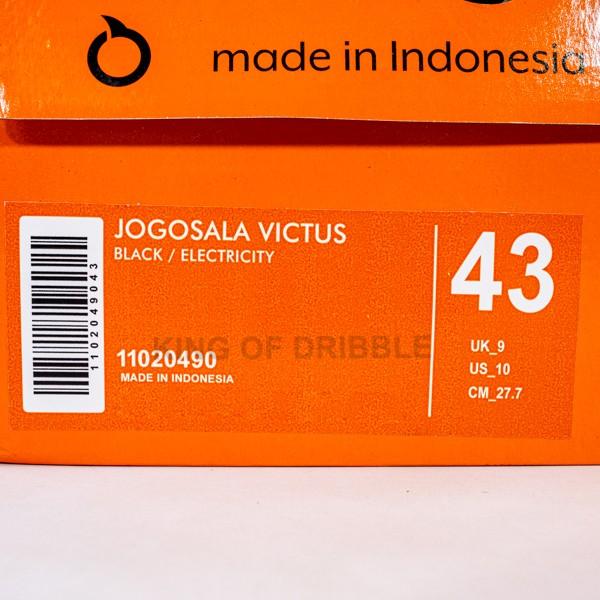 made in Indonesia
JOGOSALA VICTUS
BLACK / ELECTRICITY
11020490
MADE IN INDONESIA
KING OF DRIBBLE
1102049043
43
UK_9
US_10
CM_27.7